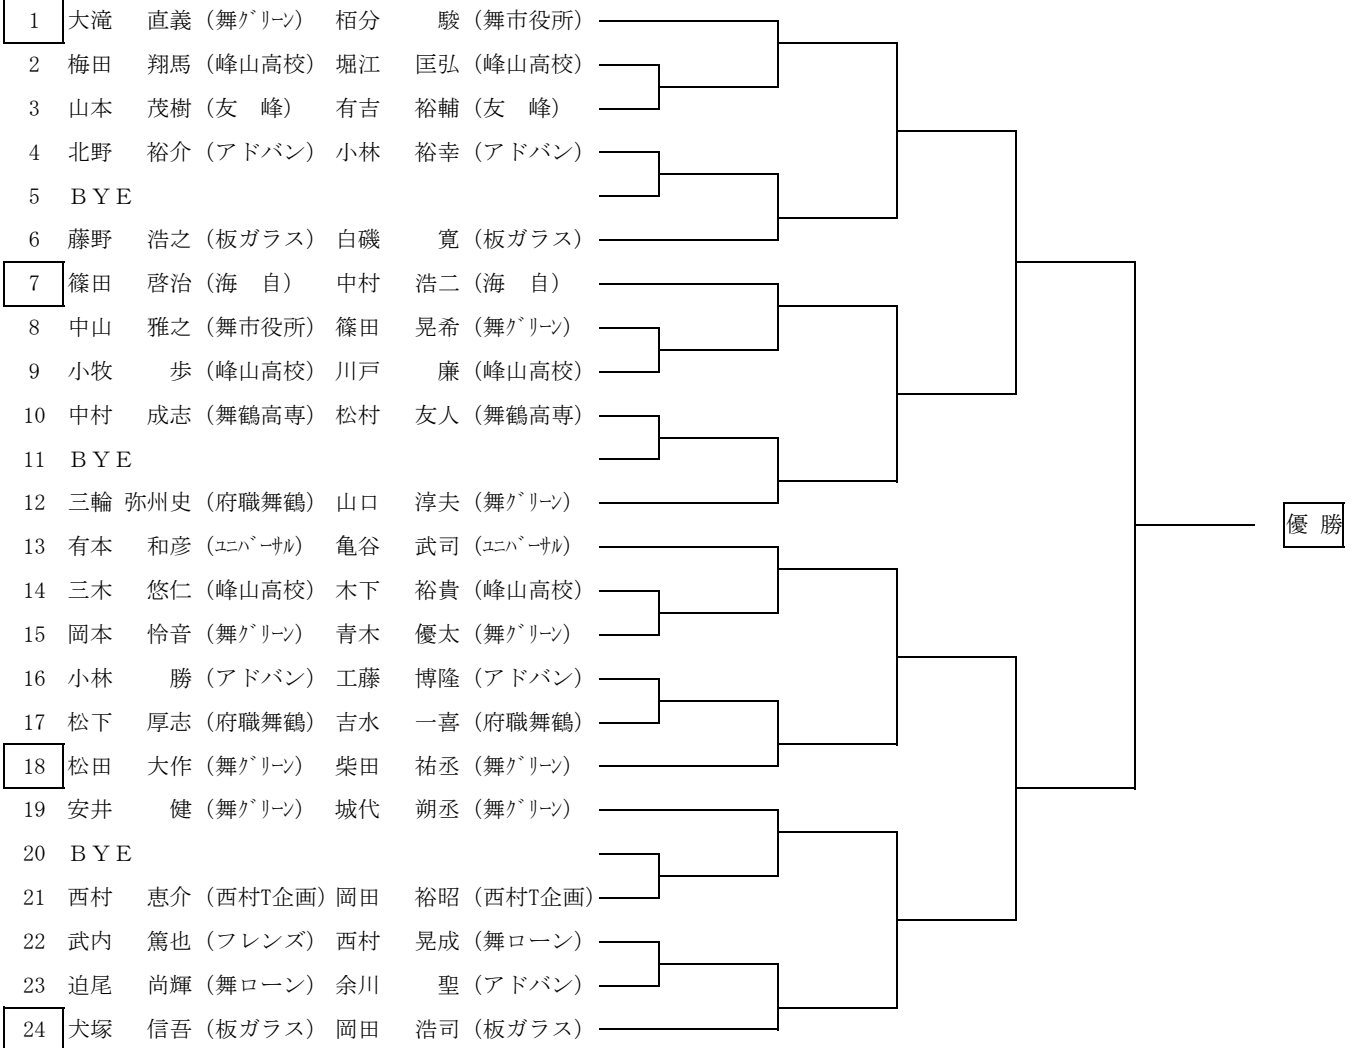 1 大滝 直義 (舞ｸﾞﾘｰﾝ) 栢分 駿 (舞市役所)
2 梅田 翔馬 (峰山高校) 堀江 匡弘 (峰山高校)
3 山本 茂樹 (友 峰) 有吉 裕輔 (友 峰)
4 北野 裕介 (アドバン) 小林 裕幸 (アドバン)
5 ＢＹＥ
6 藤野 浩之 (板ガラス) 白磯 寛 (板ガラス)
7 篠田 啓治 (海 自) 中村 浩二 (海 自)
8 中山 雅之 (舞市役所) 篠田 晃希 (舞ｸﾞﾘｰﾝ)
9 小牧 歩 (峰山高校) 川戸 廉 (峰山高校)
10 中村 成志 (舞鶴高専) 松村 友人 (舞鶴高専)
11 ＢＹＥ
12 三輪 弥州史 (府職舞鶴) 山口 淳夫 (舞ｸﾞﾘｰﾝ)
優 勝
13 有本 和彦 (ﾕﾆﾊﾞｰｻﾙ) 亀谷 武司 (ﾕﾆﾊﾞｰｻﾙ)
14 三木 悠仁 (峰山高校) 木下 裕貴 (峰山高校)
15 岡本 怜音 (舞ｸﾞﾘｰﾝ) 青木 優太 (舞ｸﾞﾘｰﾝ)
16 小林 勝 (アドバン) 工藤 博隆 (アドバン)
17 松下 厚志 (府職舞鶴) 吉水 一喜 (府職舞鶴)
18 松田 大作 (舞ｸﾞﾘｰﾝ) 柴田 祐丞 (舞ｸﾞﾘｰﾝ)
19 安井 健 (舞ｸﾞﾘｰﾝ) 城代 朔丞 (舞ｸﾞﾘｰﾝ)
20 ＢＹＥ
21 西村 恵介 (西村T企画) 岡田 裕昭 (西村T企画)
22 武内 篤也 (フレンズ) 西村 晃成 (舞ローン)
23 迫尾 尚輝 (舞ローン) 余川 聖 (アドバン)
24 犬塚 信吾 (板ガラス) 岡田 浩司 (板ガラス)